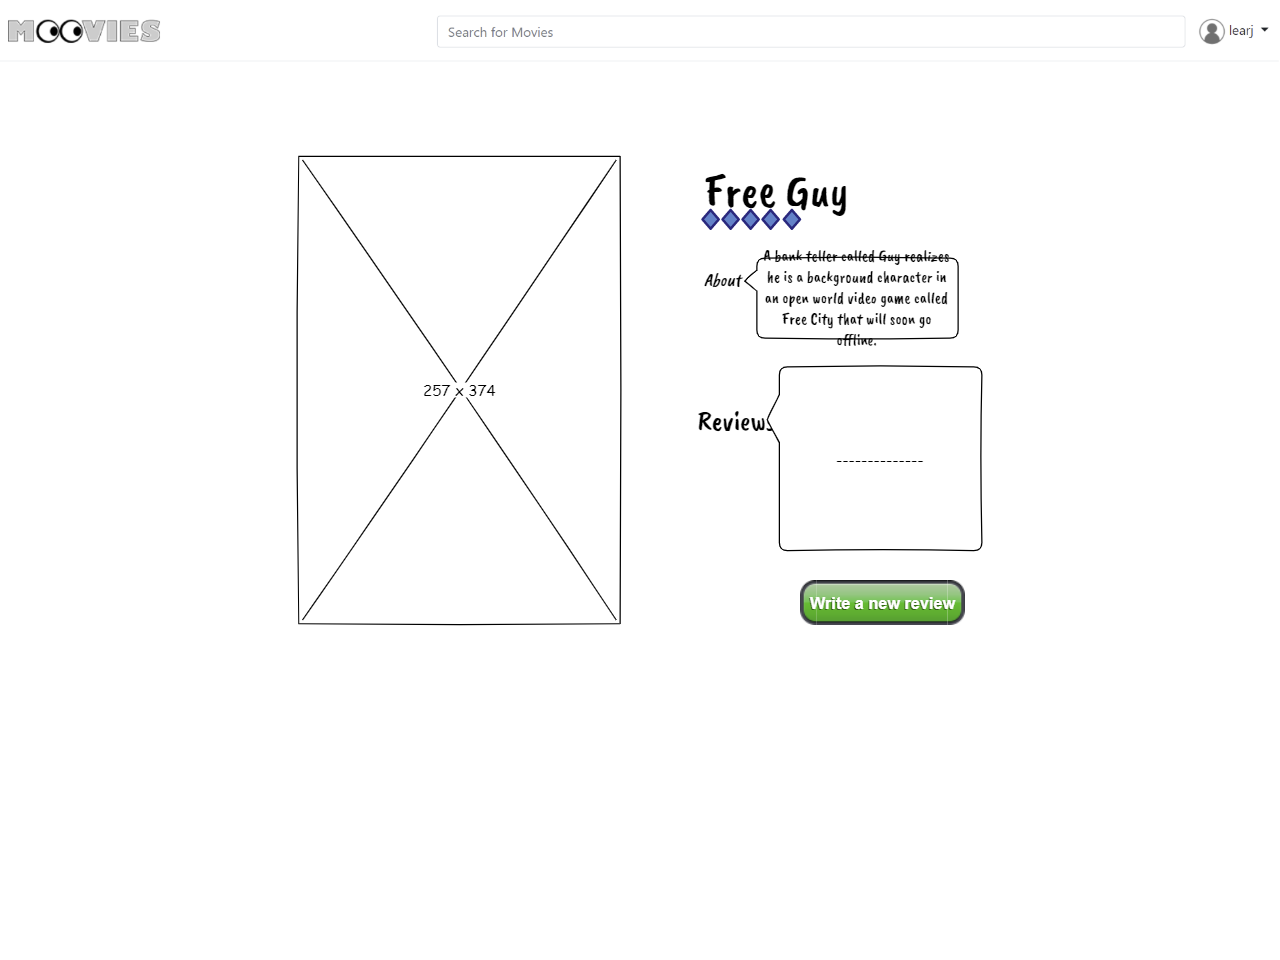 MOOVIES
Search for Movies
learj
257 x 374
Free Guy
About
A bank teller called Guy realizes
he is a background character in
an open world video game called
Free City that will soon go
offline.
Reviews
--------------
Write a new review